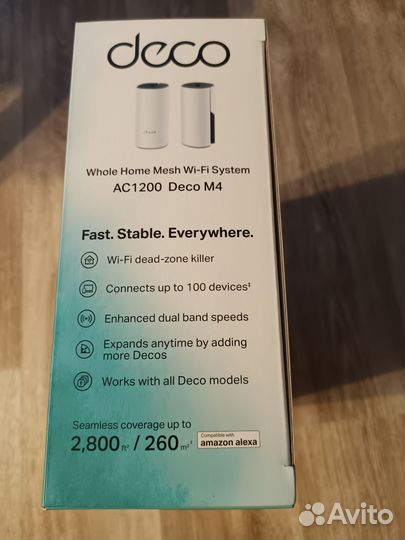 deco
deco
Whole Home Mesh Wi-Fi System
AC1200 Deco M4
Fast. Stable. Everywhere.
Wi-Fi dead-zone killer
Connects up to 100 devices‡
Enhanced dual band speeds
Expands anytime by adding
more Decos
Works with all Deco models
Seamless coverage up to
2,800 ft² / 260 m²†
Compatible with
amazon alexa
Avito